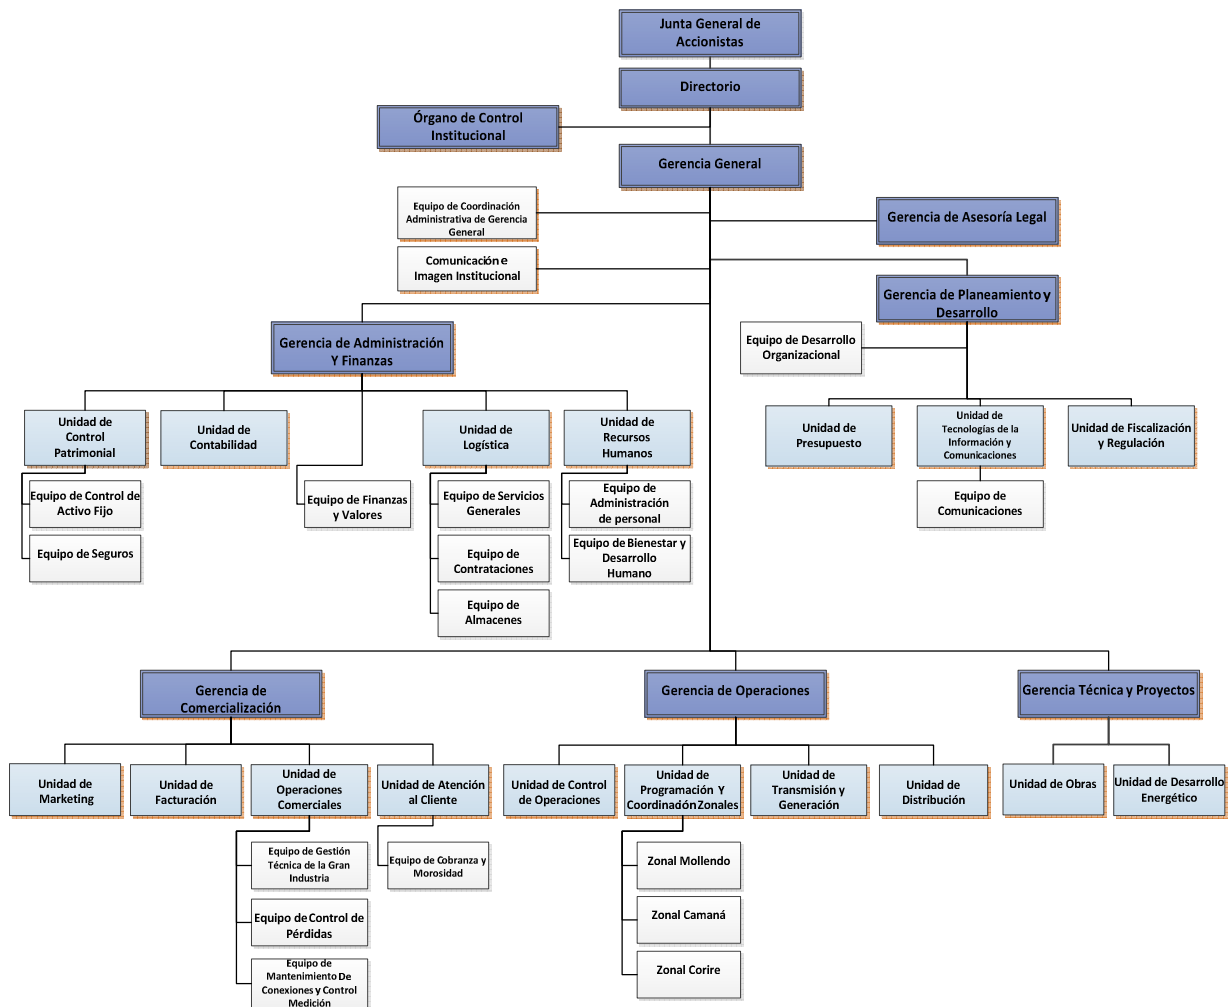 Junta General de
Accionistas
Directorio
Órgano de Control
Institucional
Gerencia General
Equipo de Coordinación
Administrativa de Gerencia
General
Gerencia de Asesoría Legal
Comunicación e
Imagen Institucional
Gerencia de Planeamiento y
Desarrollo
Gerencia de Administración
Y Finanzas
Equipo de Desarrollo
Organizacional
Unidad de
Control
Patrimonial
Unidad de
Contabilidad
Unidad de
Logística
Unidad de
Recursos
Humanos
Unidad de
Presupuesto
Unidad de
Tecnologías de la
Información y
Comunicaciones
Unidad de Fiscalización
y Regulación
Equipo de Control de
Activo Fijo
Equipo de Finanzas
y Valores
Equipo de Servicios
Generales
Equipo de
Administración
de personal
Equipo de
Comunicaciones
Equipo de Seguros
Equipo de
Contrataciones
Equipo de Bienestar y
Desarrollo
Humano
Equipo de
Almacenes
Gerencia de
Comercialización
Gerencia de Operaciones
Gerencia Técnica y Proyectos
Unidad de
Marketing
Unidad de
Facturación
Unidad de
Operaciones
Comerciales
Unidad de Atención
al Cliente
Unidad de Control
de Operaciones
Unidad de
Programación Y
Coordinación Zonales
Unidad de
Transmisión y
Generación
Unidad de
Distribución
Unidad de Obras
Unidad de Desarrollo
Energético
Equipo de Gestión
Técnica de la Gran
Industria
Equipo de Cobranza y
Morosidad
Zonal Mollendo
Equipo de Control de
Pérdidas
Zonal Camaná
Equipo de
Mantenimiento De
Conexiones y Control
Medición
Zonal Corire